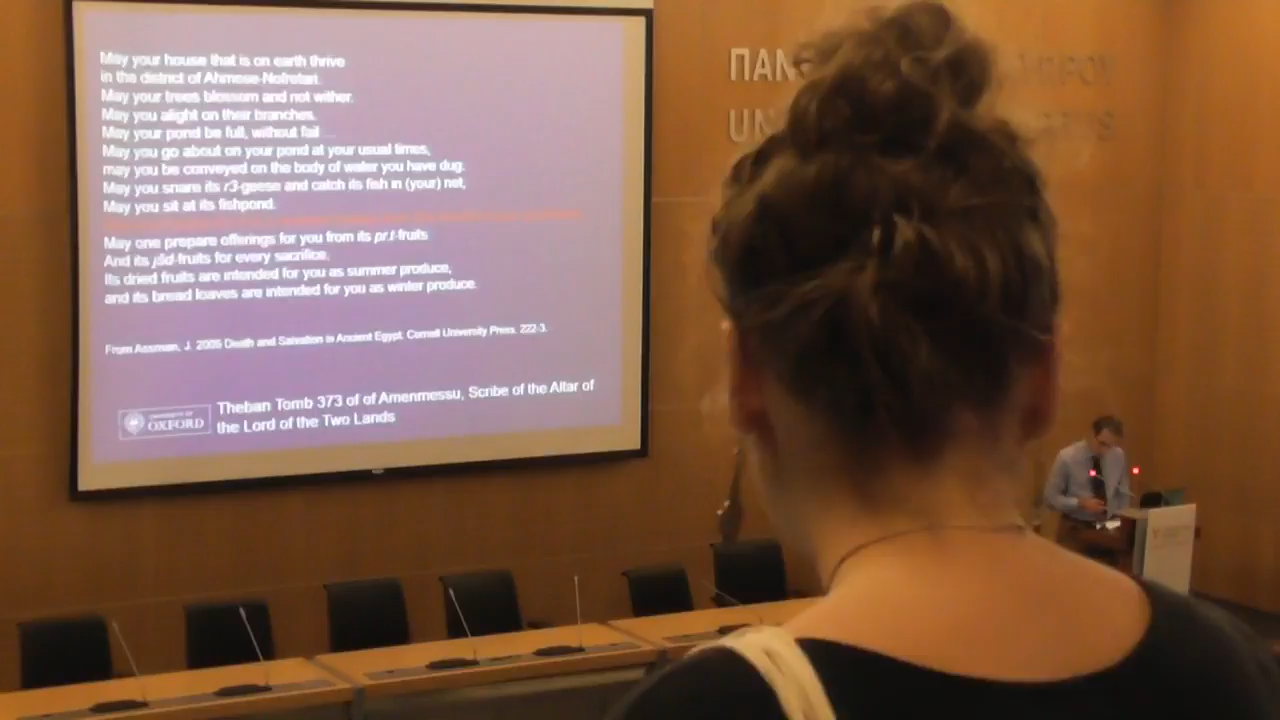 May your house that is on earth thrive
in the district of Ahmose-Nofretari.
May your trees blossom and not wither.
May you alight on their branches.
May your pond be full, without fail ...
May you go about on your pond at your usual times,
may you be conveyed on the body of water you have dug.
May you snare its r3-geese and catch its fish in (your) net,
May you sit at its fishpond.
May one prepare offerings for you from its pr.t-fruits
And its jšd-fruits for every sacrifice.
Its dried fruits are intended for you as summer produce,
and its bread loaves are intended for you as winter produce.
From Assman, J. 2005 Death and Salvation in Ancient Egypt. Cornell University Press. 222-3.
UNIVERSITY OF
OXFORD
Theban Tomb 373 of of Amenmessu, Scribe of the Altar of
the Lord of the Two Lands